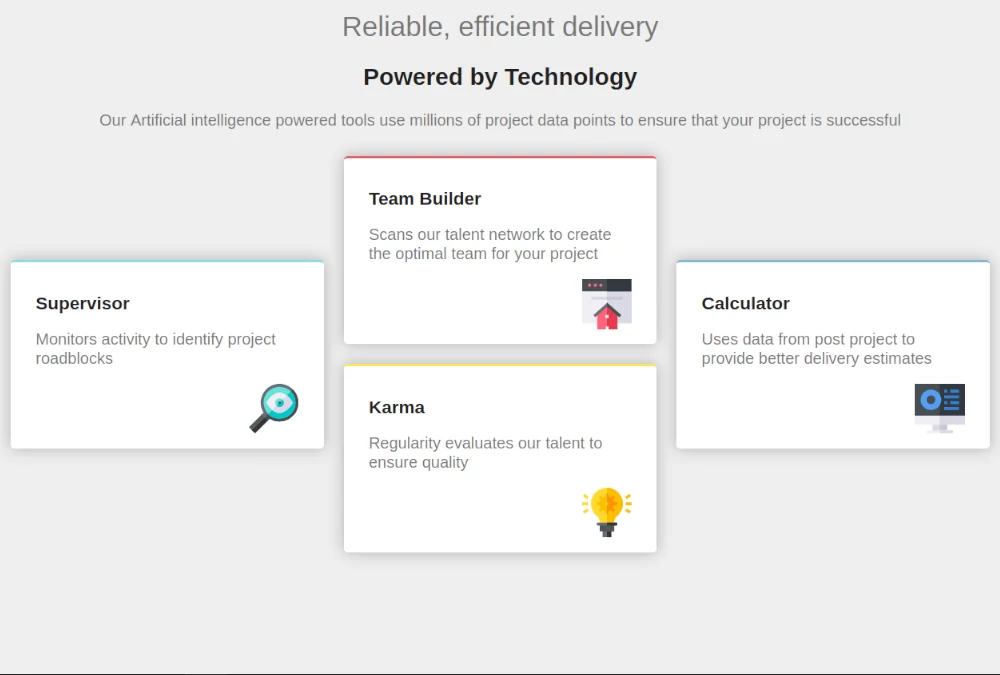 Reliable, efficient delivery
Powered by Technology
Our Artificial intelligence powered tools use millions of project data points to ensure that your project is successful
Supervisor
Monitors activity to identify project
roadblocks
Team Builder
Scans our talent network to create
the optimal team for your project
Karma
Regularity evaluates our talent to
ensure quality
Calculator
Uses data from post project to
provide better delivery estimates